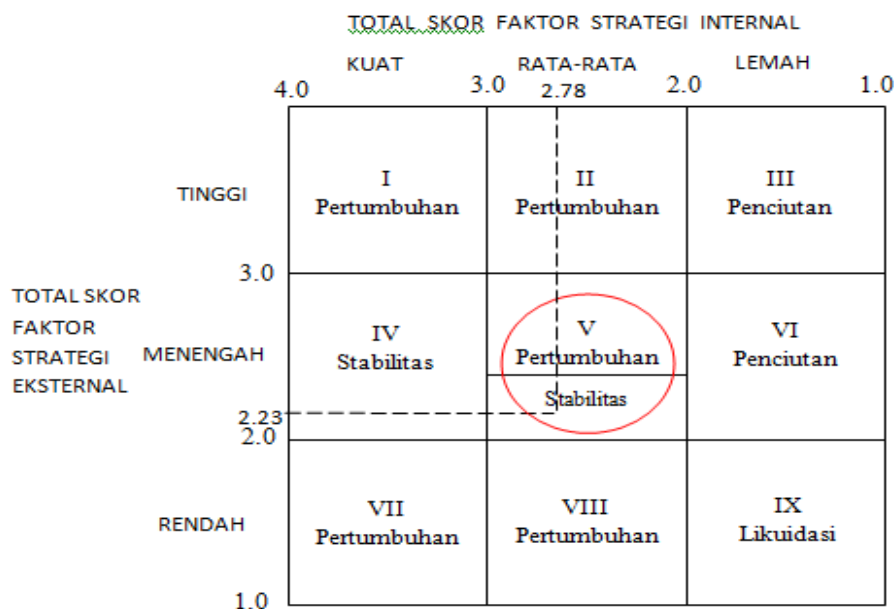 TOTAL SKOR FAKTOR STRATEGI INTERNAL
KUAT RATA-RATA LEMAH
4.0 3.0 2.78 2.0 1.0
TINGGI
I
Pertumbuhan
II
Pertumbuhan
III
Penciutan
3.0
TOTAL SKOR
FAKTOR
STRATEGI
EKSTERNAL
MENENGAH
IV
Stabilitas
V
Pertumbuhan
Stabilitas
VI
Penciutan
2.23
2.0
RENDAH
VII
Pertumbuhan
VIII
Pertumbuhan
IX
Likuidasi
1.0